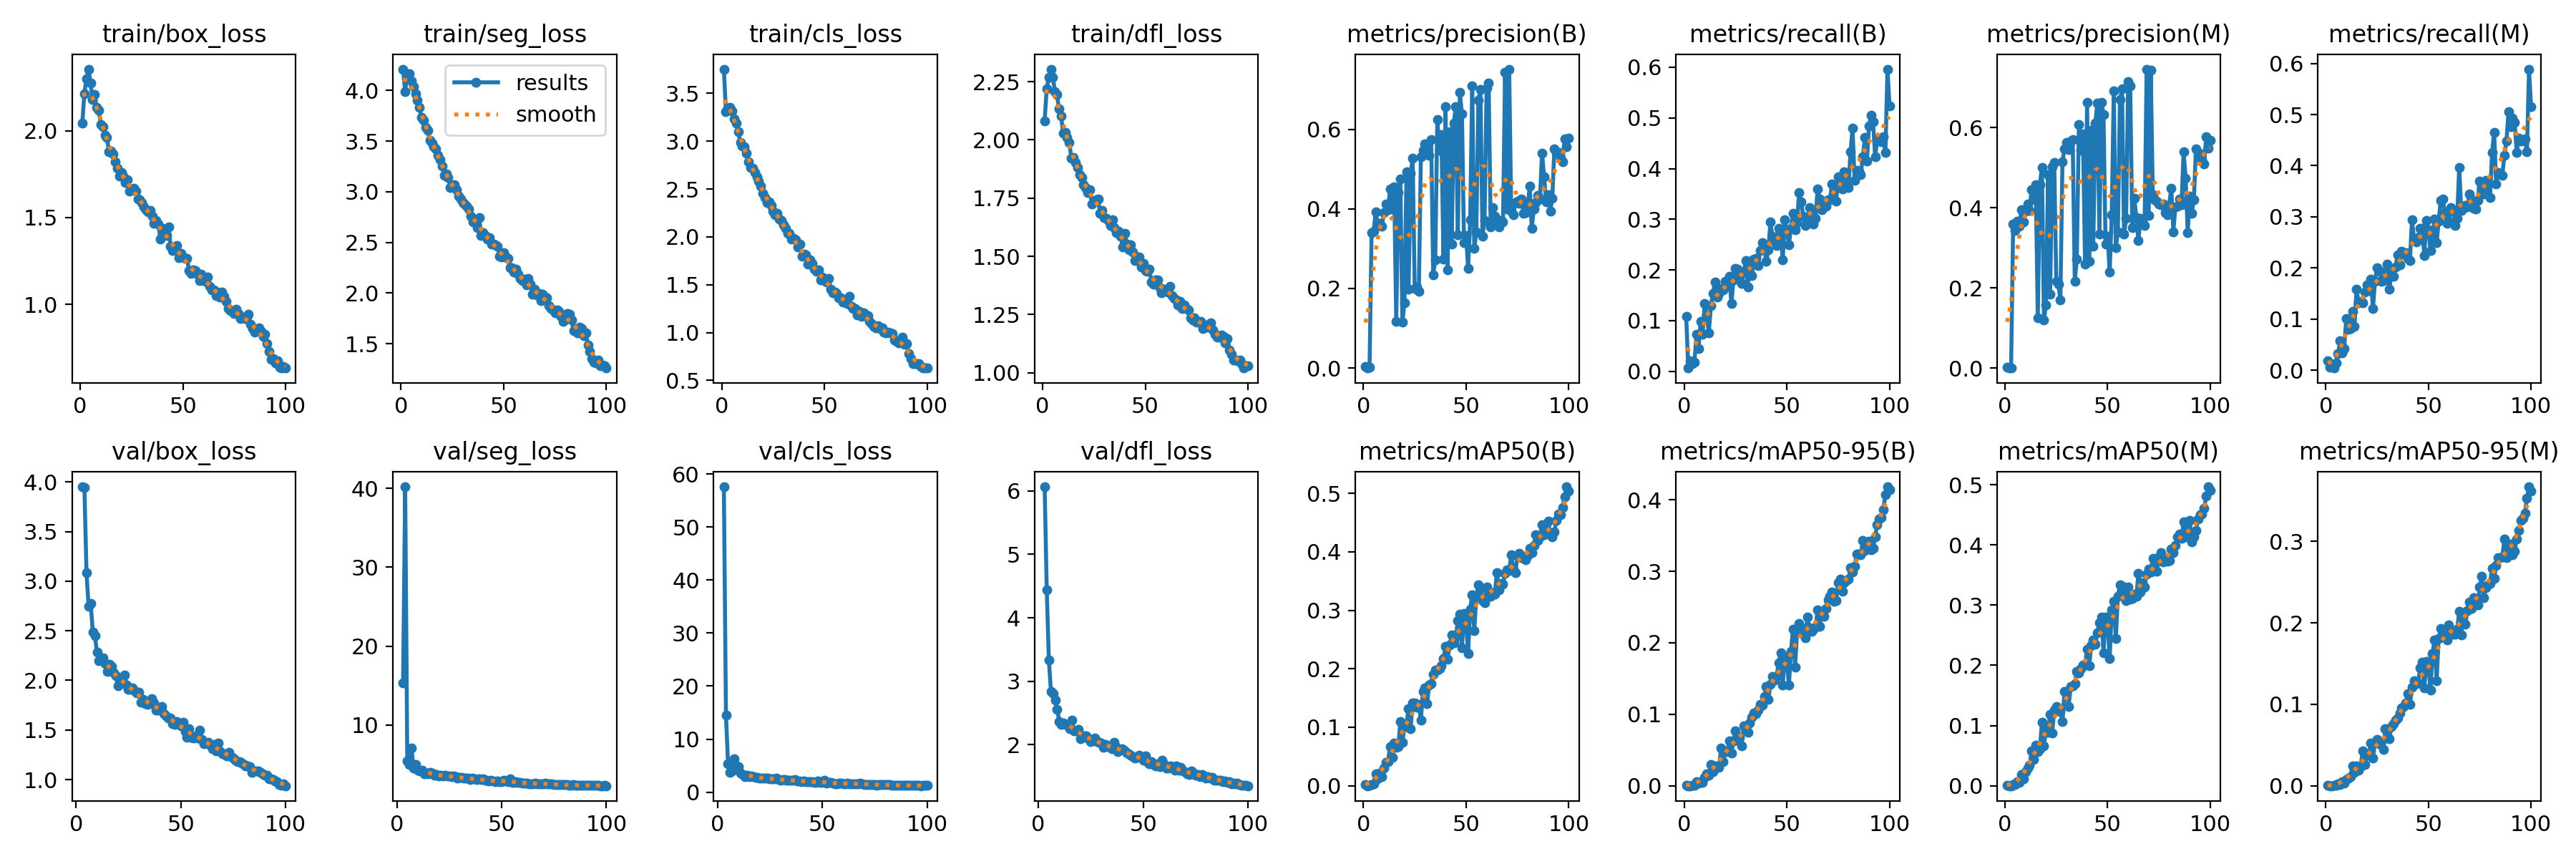 train/box_loss
train/seg_loss
train/cls_loss
train/dfl_loss
metrics/precision(B)
metrics/recall(B)
metrics/precision(M)
metrics/recall(M)
results
smooth
2.0
1.5
1.0
0 50 100
4.0
3.5
3.0
2.5
2.0
1.5
0 50 100
3.5
3.0
2.5
2.0
1.5
1.0
0.5
0 50 100
2.25
2.00
1.75
1.50
1.25
1.00
0 50 100
0.6
0.4
0.2
0.0
0 50 100
0.6
0.5
0.4
0.3
0.2
0.1
0.0
0 50 100
0.6
0.4
0.2
0.0
0 50 100
0.6
0.5
0.4
0.3
0.2
0.1
0.0
0 50 100
val/box_loss
val/seg_loss
val/cls_loss
val/dfl_loss
metrics/mAP50(B)
metrics/mAP50-95(B)
metrics/mAP50(M)
metrics/mAP50-95(M)
4.0
3.5
3.0
2.5
2.0
1.5
1.0
0 50 100
40
30
20
10
0 50 100
60
50
40
30
20
10
0
0 50 100
6
5
4
3
2
0 50 100
0.5
0.4
0.3
0.2
0.1
0.0
0 50 100
0.4
0.3
0.2
0.1
0.0
0 50 100
0.5
0.4
0.3
0.2
0.1
0.0
0 50 100
0.3
0.2
0.1
0.0
0 50 100